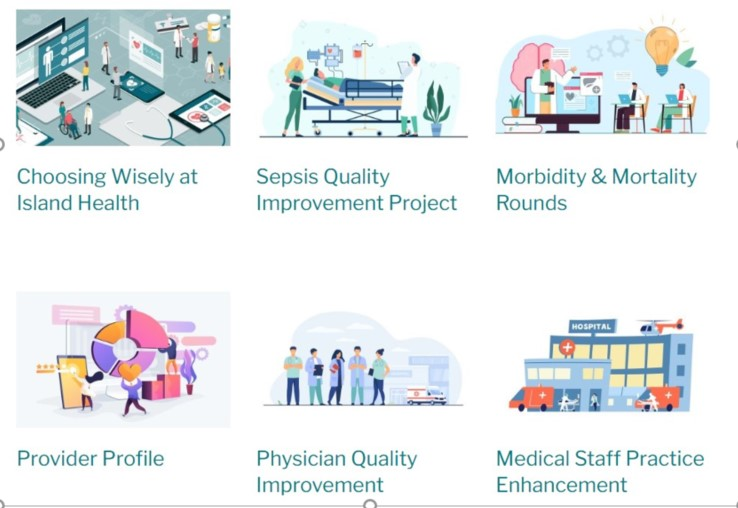 Choosing Wisely at
Island Health
Sepsis Quality
Improvement Project
Morbidity & Mortality
Rounds
HOSPITAL
Provider Profile
Physician Quality
Improvement
Medical Staff Practice
Enhancement